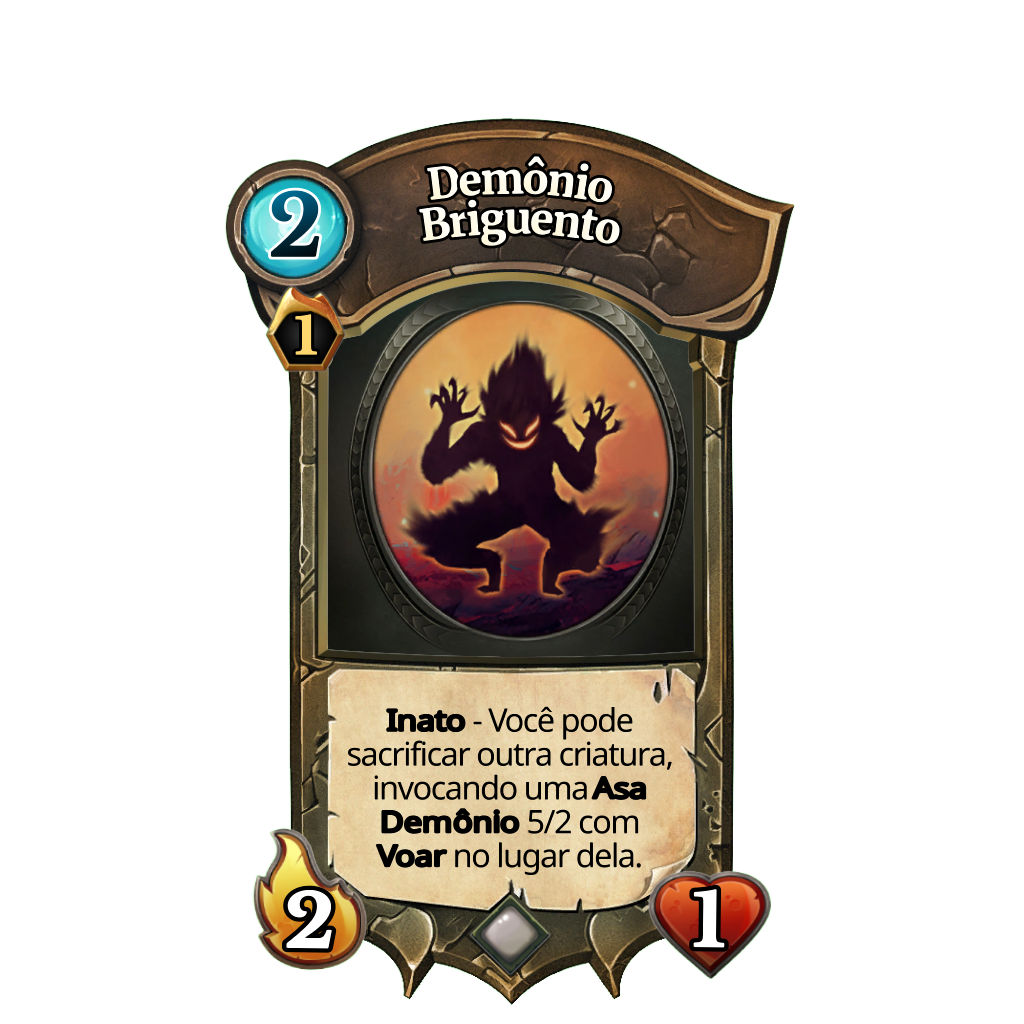 Demônio
Briguento
2
1
Inato - Você pode
sacrificar outra criatura,
invocando uma Asa
Demônio 5/2 com
Voar no lugar dela.
2
1